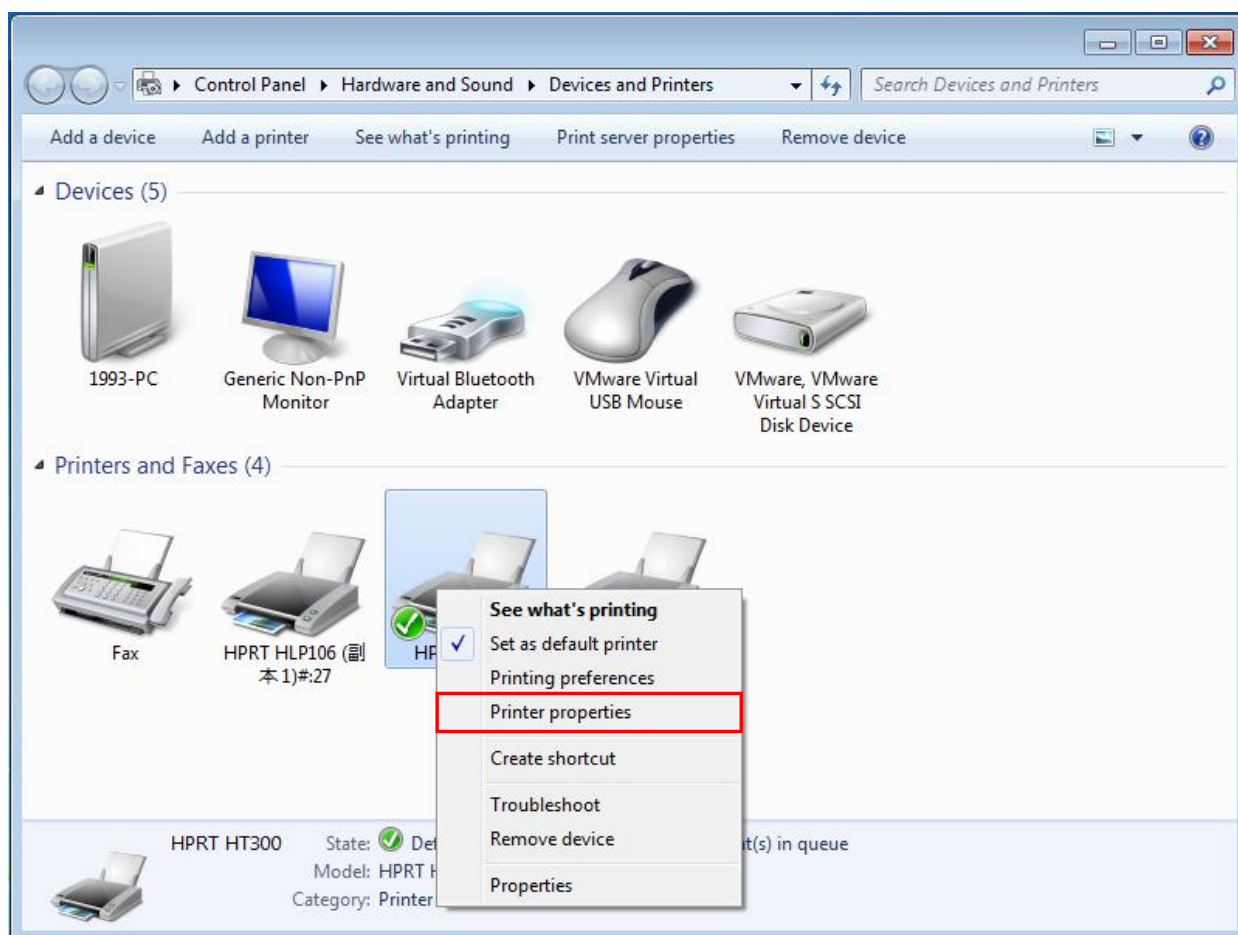 Control Panel ▸ Hardware and Sound ▸ Devices and Printers
Search Devices and Printers
Add a device Add a printer See what's printing Print server properties Remove device
Devices (5)
1993-PC
Generic Non-PnP
Monitor
Virtual Bluetooth
Adapter
VMware Virtual
USB Mouse
VMware, VMware
Virtual S SCSI
Disk Device
Printers and Faxes (4)
Fax
HPRT HLP106 (副
本 1)#:27
See what's printing
Set as default printer
Printing preferences
Printer properties
Create shortcut
Troubleshoot
Remove device
Properties
HPRT HT300 State:
Model: HPRT
Category: Printer
in queue